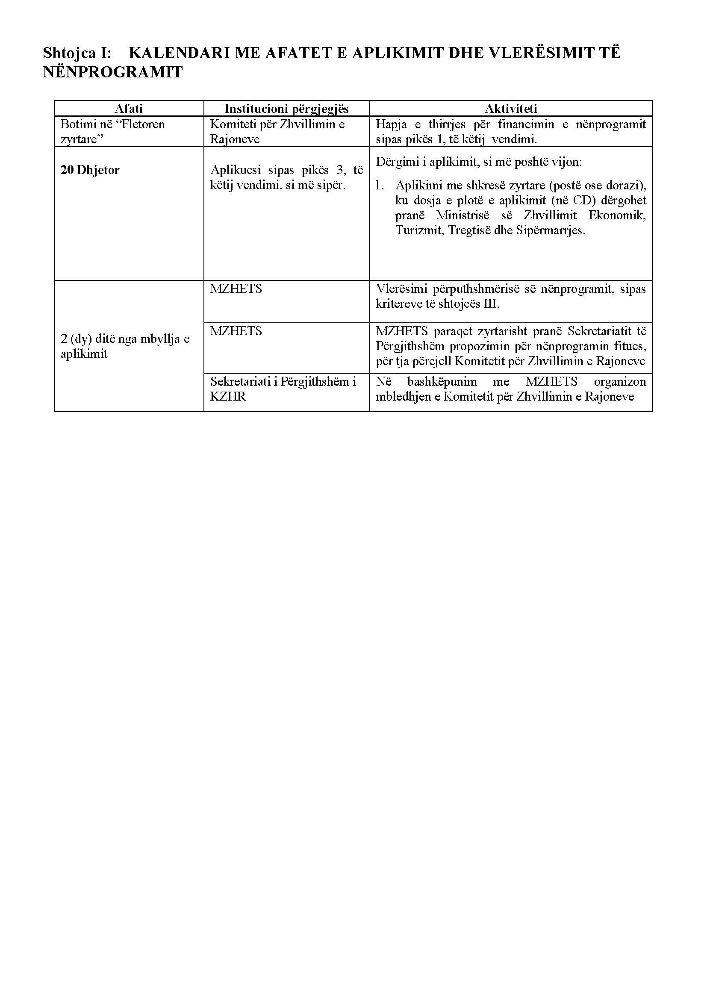 Shtojca I: KALENDARI ME AFATET E APLIKIMIT DHE VLERËSIMIT TË
NËNPROGRAMIT
Afati
Institucioni përgjegjës
Aktiviteti
Botimi në “Fletoren
zyrtare”
Komiteti për Zhvillimin e
Rajoneve
Hapja e thirrjes për financimin e nënprogramit
sipas pikës 1, të këtij vendimi.
20 Dhjetor
Aplikuesi sipas pikës 3, të
këtij vendimi, si më sipër.
Dërgimi i aplikimit, si më poshtë vijon:
1. Aplikimi me shkresë zyrtare (postë ose dorazi),
ku dosja e plotë e aplikimit (në CD) dërgohet
pranë Ministrisë së Zhvillimit Ekonomik,
Turizmit, Tregtisë dhe Sipërmarrjes.
2 (dy) ditë nga mbyllja e
aplikimit
MZHETS
Vlerësimi përputhshmërisë së nënprogramit, sipas
kritereve të shtojcës III.
MZHETS
MZHETS paraqet zyrtarisht pranë Sekretariatit të
Përgjithshëm propozimin për nënprogramin fitues,
për tja përcjell Komitetit për Zhvillimin e Rajoneve
Sekretariati i Përgjithshëm i
KZHR
Në bashkëpunim me MZHETS organizon
mbledhjen e Komitetit për Zhvillimin e Rajoneve